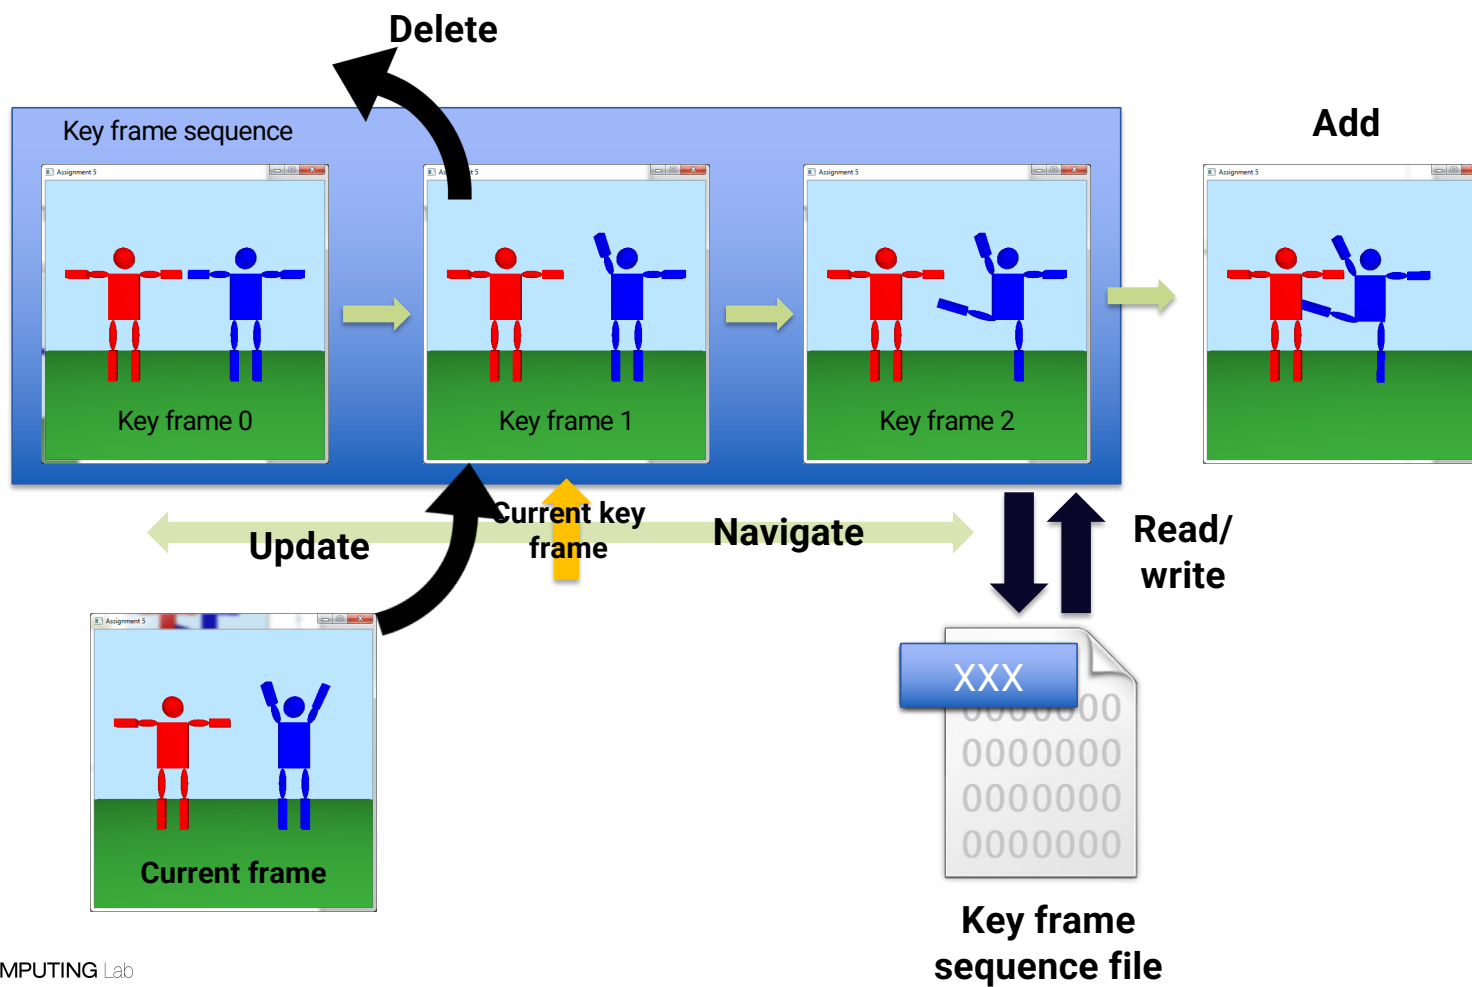 Delete
Key frame sequence
Add
Assignment 5
5
Assignment 5
Assignment 5
Key frame 0
Key frame 1
Key frame 2
Current key
frame
Update
Navigate
Read/
write
Assignment 5
XXX
0000000
0000000
0000000
0000000
Current frame
Key frame
sequence file
MPUTING Lab